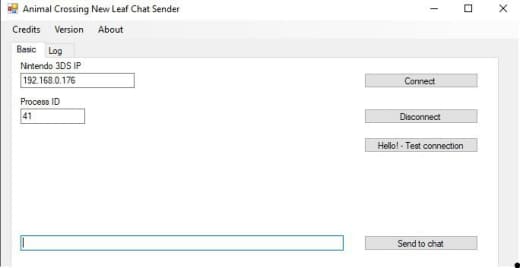 Animal Crossing New Leaf Chat Sender
Credits Version About
Basic Log
Nintendo 3DS IP
192.168.0.176 Connect
Process ID
41 Disconnect
Hello! - Test connection
Send to chat